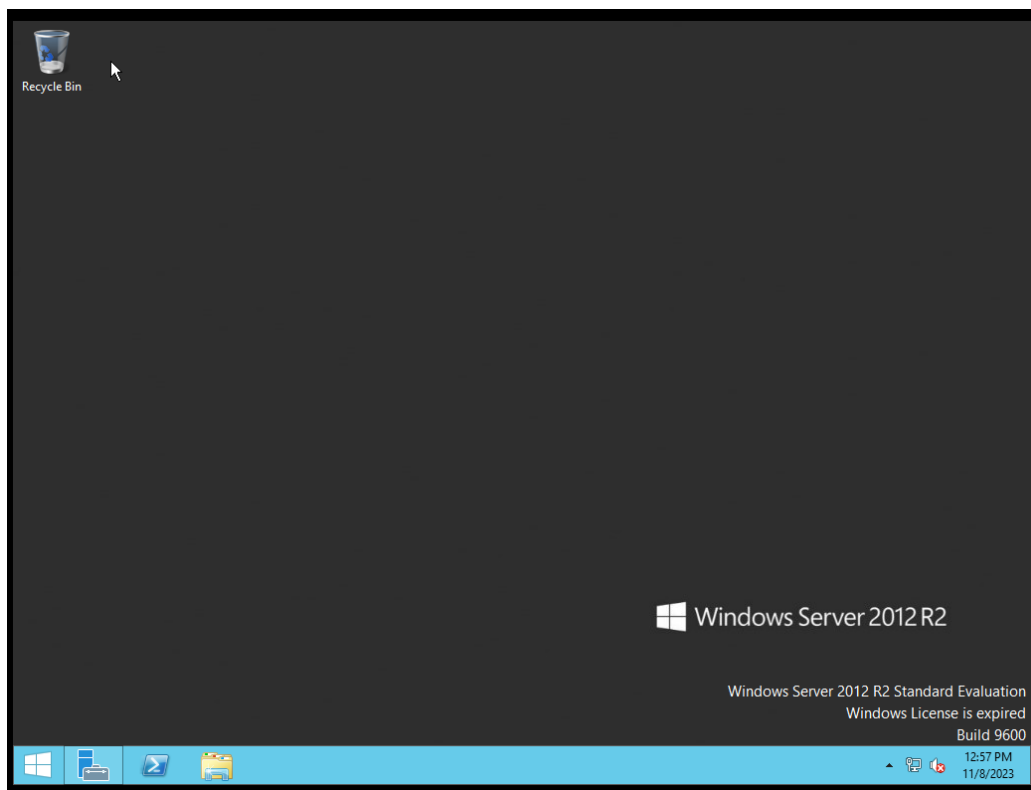 Recycle Bin
Windows Server 2012 R2
Windows Server 2012 R2 Standard Evaluation
Windows License is expired
Build 9600
12:57 PM
11/8/2023